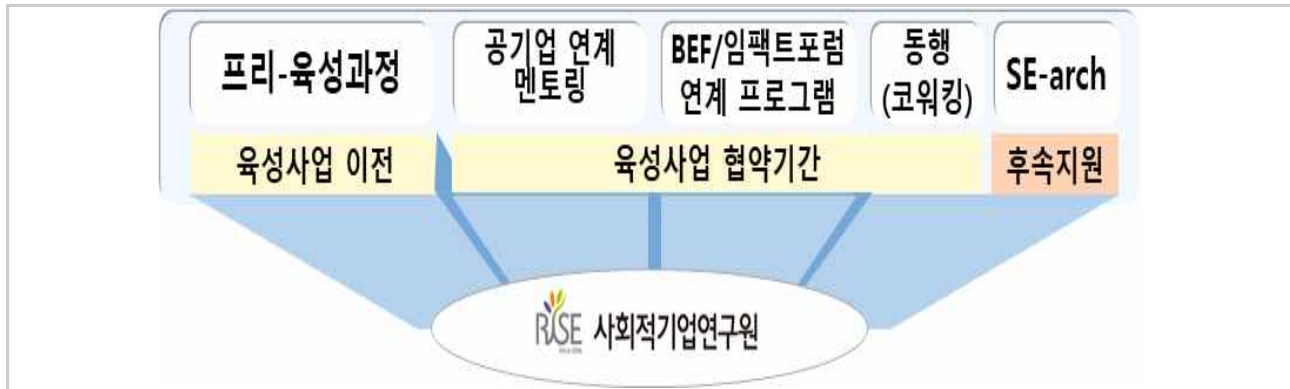 프리-육성과정
공기업 연계
멘토링
BEF/임팩트포럼
연계 프로그램
동행
(코워킹)
SE-arch
육성사업 이전
육성사업 협약기간
후속지원
RISE 사회적기업연구원